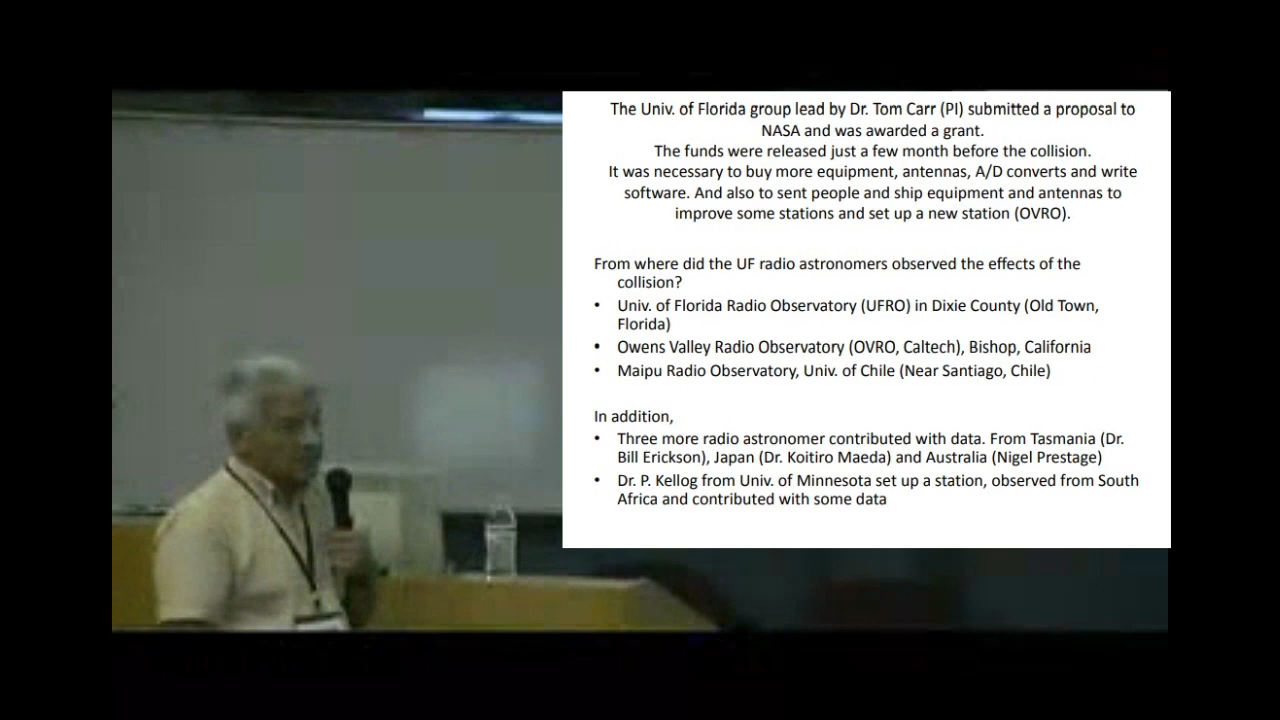 The Univ. of Florida group lead by Dr. Tom Carr (PI) submitted a proposal to
NASA and was awarded a grant.
The funds were released just a few month before the collision.
It was necessary to buy more equipment, antennas, A/D converts and write
software. And also to sent people and ship equipment and antennas to
improve some stations and set up a new station (OVRO).
From where did the UF radio astronomers observed the effects of the
collision?
• Univ. of Florida Radio Observatory (UFRO) in Dixie County (Old Town,
Florida)
• Owens Valley Radio Observatory (OVRO, Caltech), Bishop, California
• Maipu Radio Observatory, Univ. of Chile (Near Santiago, Chile)
In addition,
• Three more radio astronomer contributed with data. From Tasmania (Dr.
Bill Erickson), Japan (Dr. Koitiro Maeda) and Australia (Nigel Prestage)
• Dr. P. Kellog from Univ. of Minnesota set up a station, observed from South
Africa and contributed with some data